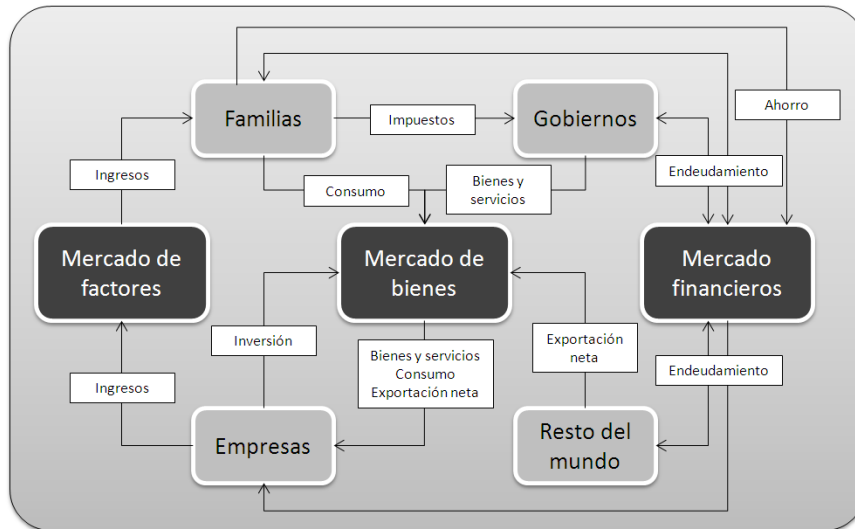 Ahorro
Familias
Impuestos
Gobiernos
Ingresos
Consumo
Bienes y
servicios
Endeudamiento
Mercado de
factores
Mercado de
bienes
Mercado
financieros
Inversión
Bienes y servicios
Consumo
Exportación neta
Exportación
neta
Endeudamiento
Ingresos
Empresas
Resto del
mundo